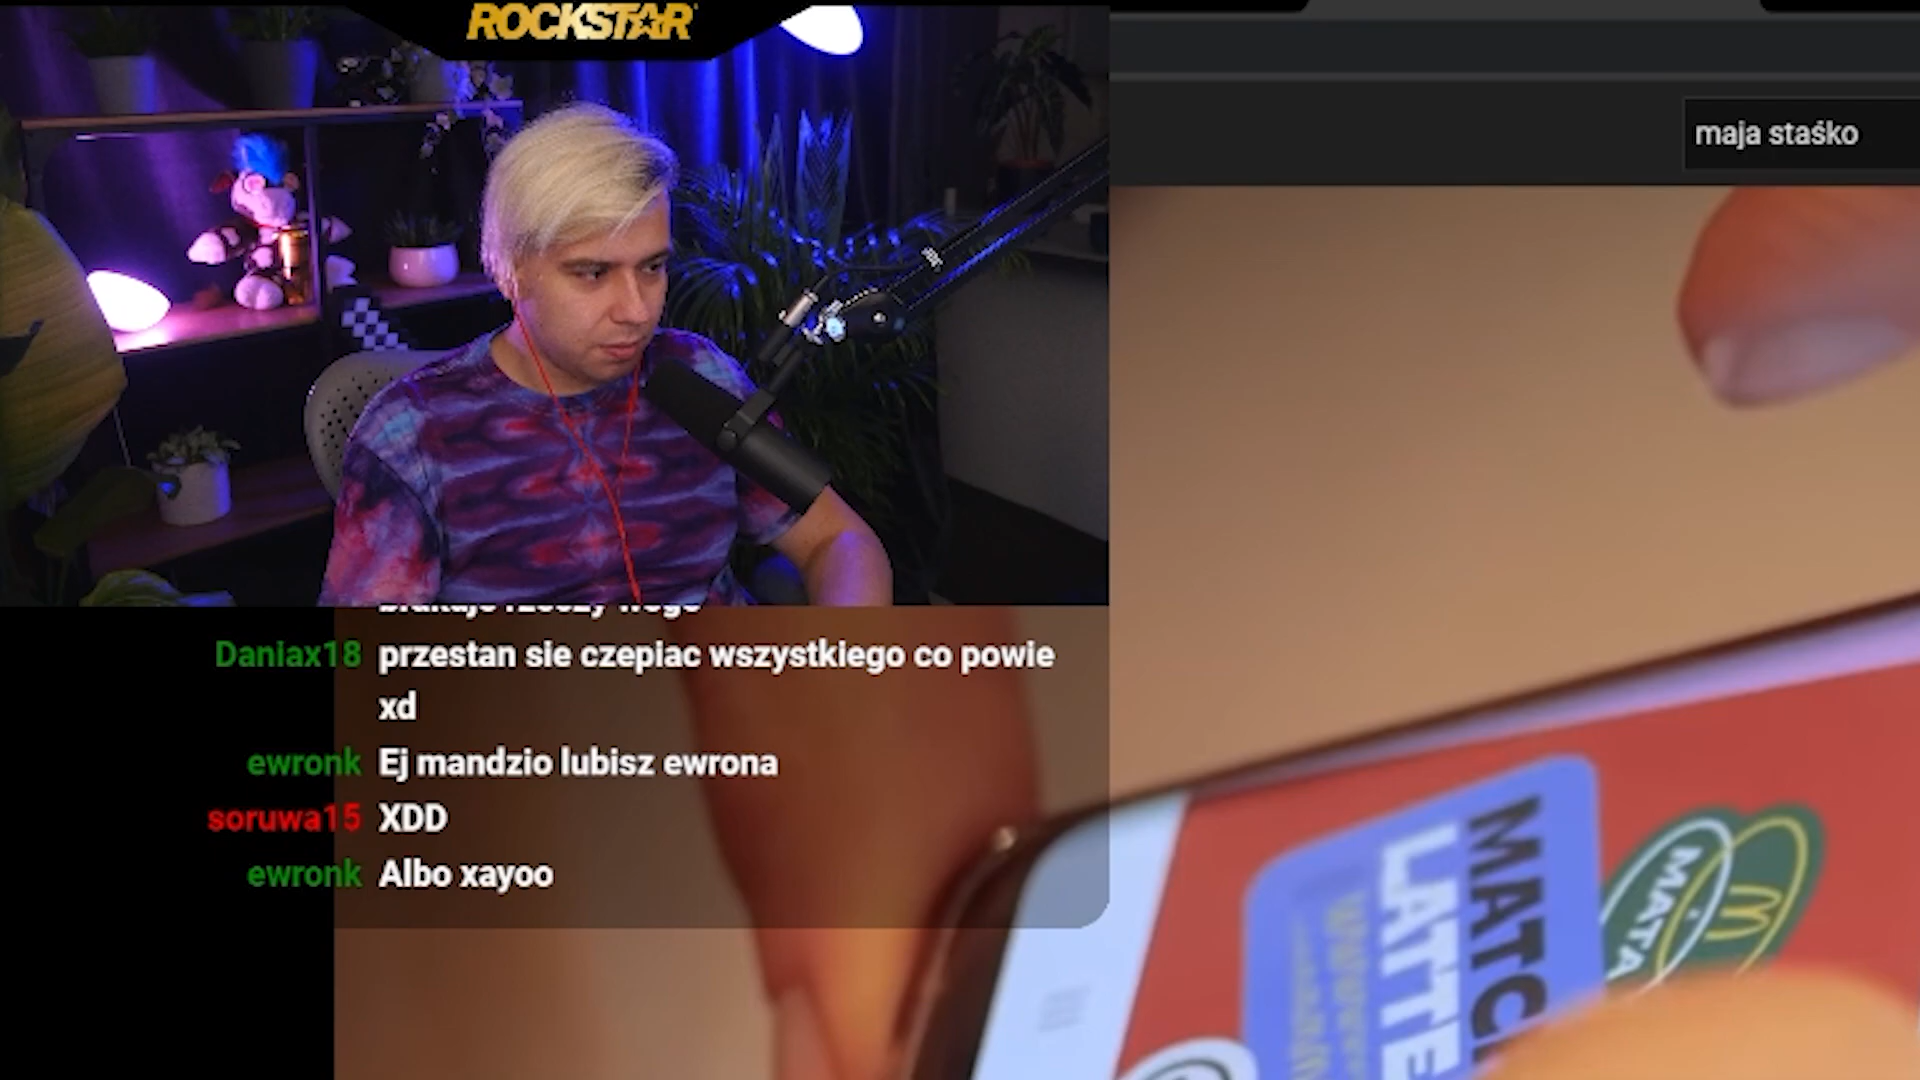 ROCKSTAR
maja staśko
Daniax18 przestan sie czepiac wszystkiego co powie
xd
ewronk Ej mandzio lubisz ewrona
soruwa15 XDD
ewronk Albo xayoo
LATTE
MATA